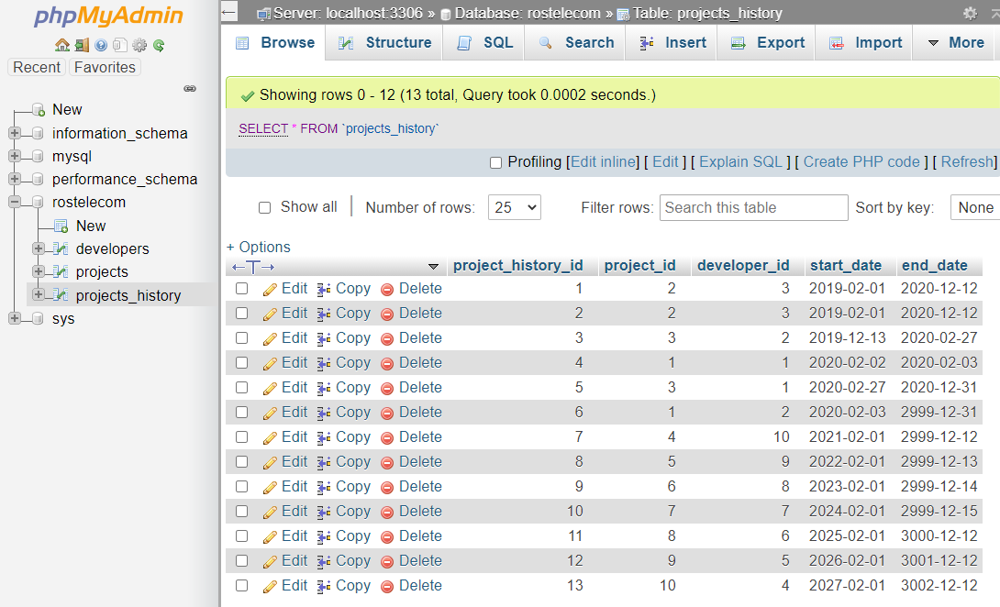 phpMyAdmin
Recent Favorites
New
information_schema
mysql
performance_schema
rostelecom
New
developers
projects
projects_history
sys
Server: localhost:3306 » Database: rostelecom » Table: projects_history
Browse Structure SQL Search Insert Export Import More
Showing rows 0 - 12 (13 total, Query took 0.0002 seconds.)
SELECT * FROM `projects_history`
Profiling [Edit inline] [ Edit ] [ Explain SQL ] [ Create PHP code ] [ Refresh]
Show all Number of rows: 25 Filter rows: Search this table Sort by key: None
+ Options
←T→ project_history_id project_id developer_id start_date end_date
Edit Copy Delete 1 2 3 2019-02-01 2020-12-12
Edit Copy Delete 2 2 3 2019-02-01 2020-12-12
Edit Copy Delete 3 3 2 2019-12-13 2020-02-27
Edit Copy Delete 4 1 1 2020-02-02 2020-02-03
Edit Copy Delete 5 3 1 2020-02-27 2020-12-31
Edit Copy Delete 6 1 2 2020-02-03 2999-12-31
Edit Copy Delete 7 4 10 2021-02-01 2999-12-12
Edit Copy Delete 8 5 9 2022-02-01 2999-12-13
Edit Copy Delete 9 6 8 2023-02-01 2999-12-14
Edit Copy Delete 10 7 7 2024-02-01 2999-12-15
Edit Copy Delete 11 8 6 2025-02-01 3000-12-12
Edit Copy Delete 12 9 5 2026-02-01 3001-12-12
Edit Copy Delete 13 10 4 2027-02-01 3002-12-12